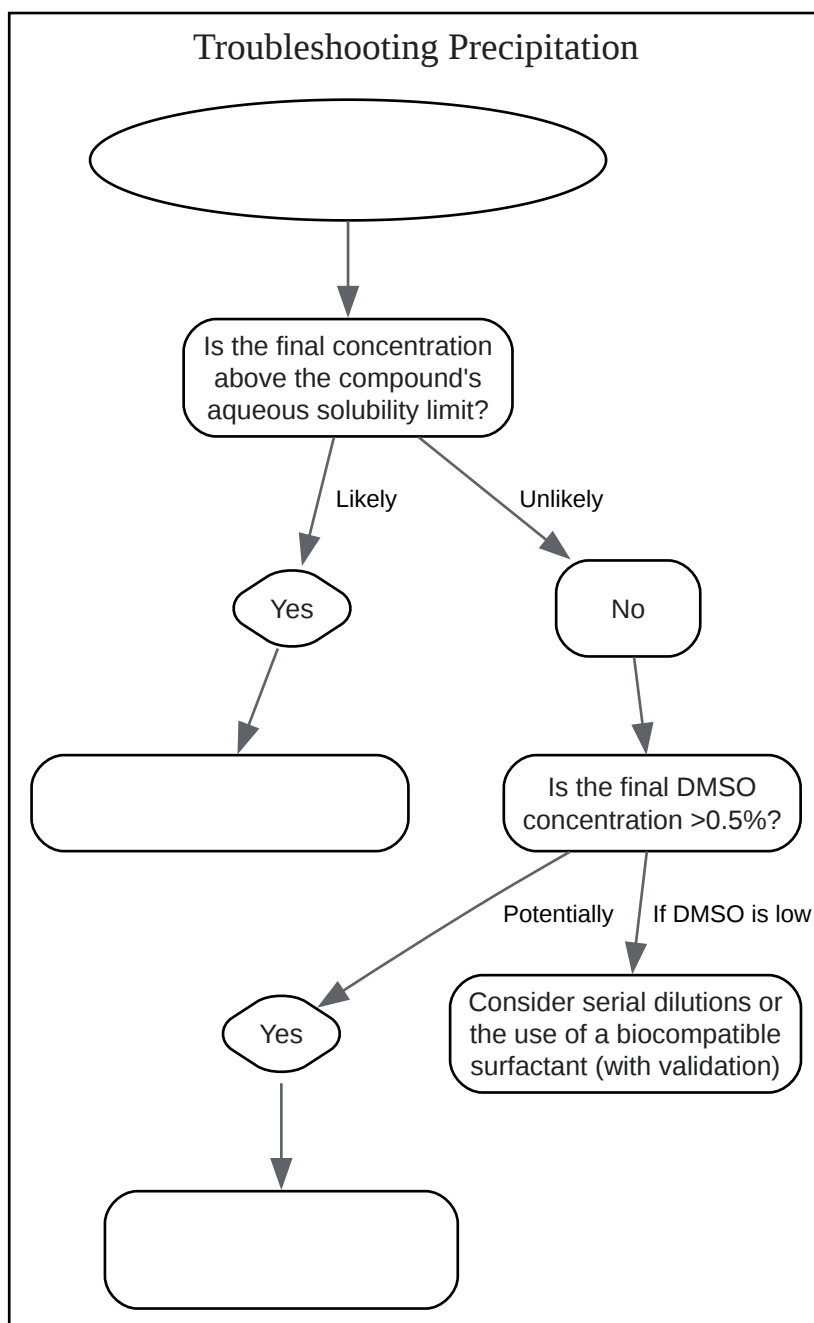 Troubleshooting Precipitation
Is the final concentration
above the compound's
aqueous solubility limit?
Likely
Unlikely
Yes
No
Is the final DMSO
concentration >0.5%?
Potentially
If DMSO is low
Yes
Consider serial dilutions or
the use of a biocompatible
surfactant (with validation)